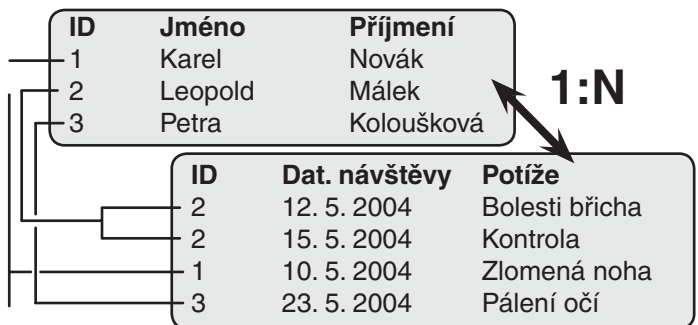 ID Jméno Příjmení
1 Karel Novák
2 Leopold Málek
3 Petra Koloušková
1:N
ID Dat. návštěvy Potíže
2 12. 5. 2004 Bolesti břicha
2 15. 5. 2004 Kontrola
1 10. 5. 2004 Zlomená noha
3 23. 5. 2004 Pálení očí